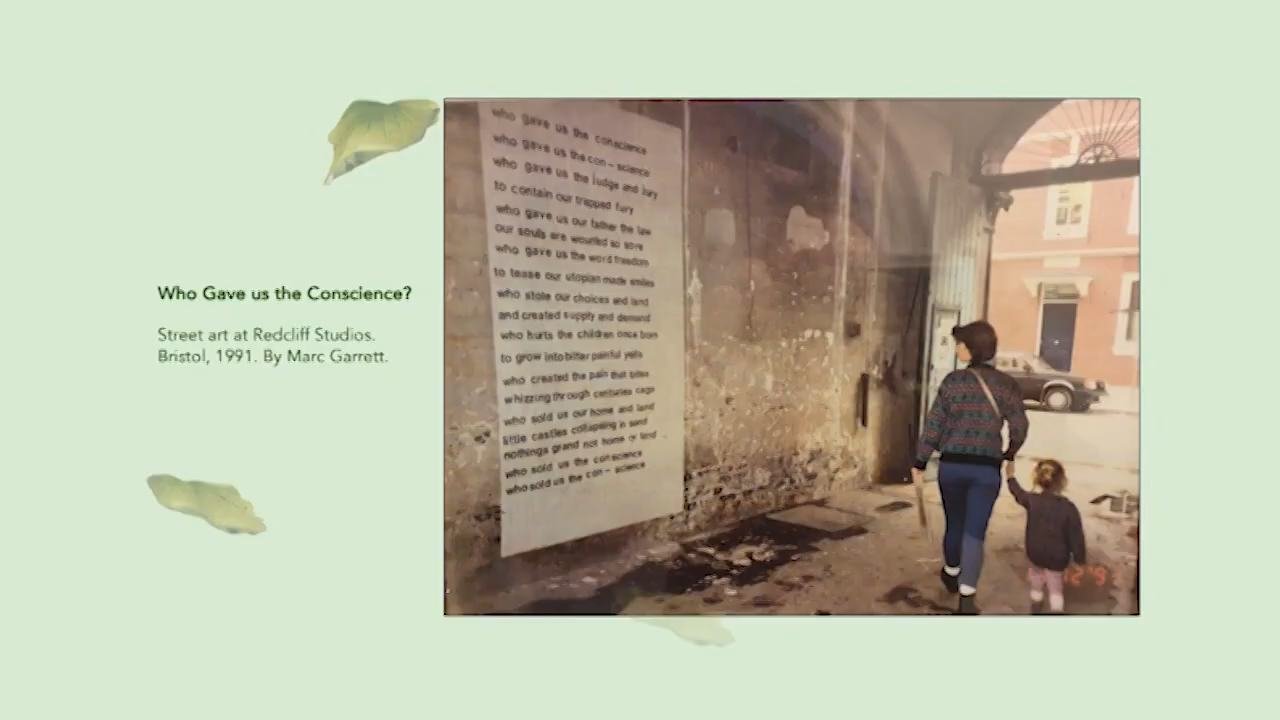 Who Gave us the Conscience?
Street art at Redcliff Studios.
Bristol, 1991. By Marc Garrett.
who gave us the conscience
who gave us the con - science
who gave us the judge and jury
to contain our trapped fury
who gave us our father the law
our souls are wounded so sore
who gave us the word freedom
to tease our utopian made smiles
who stole our choices and land
and created supply and demand
who hurts the children once born
to grow into bitter painful
who created the pain that bites
whizzing through centuries
who sold us our home and land
little castles collapsing in sand
nothings grand not home or land
who sold us the conscience
who sold us the con - science